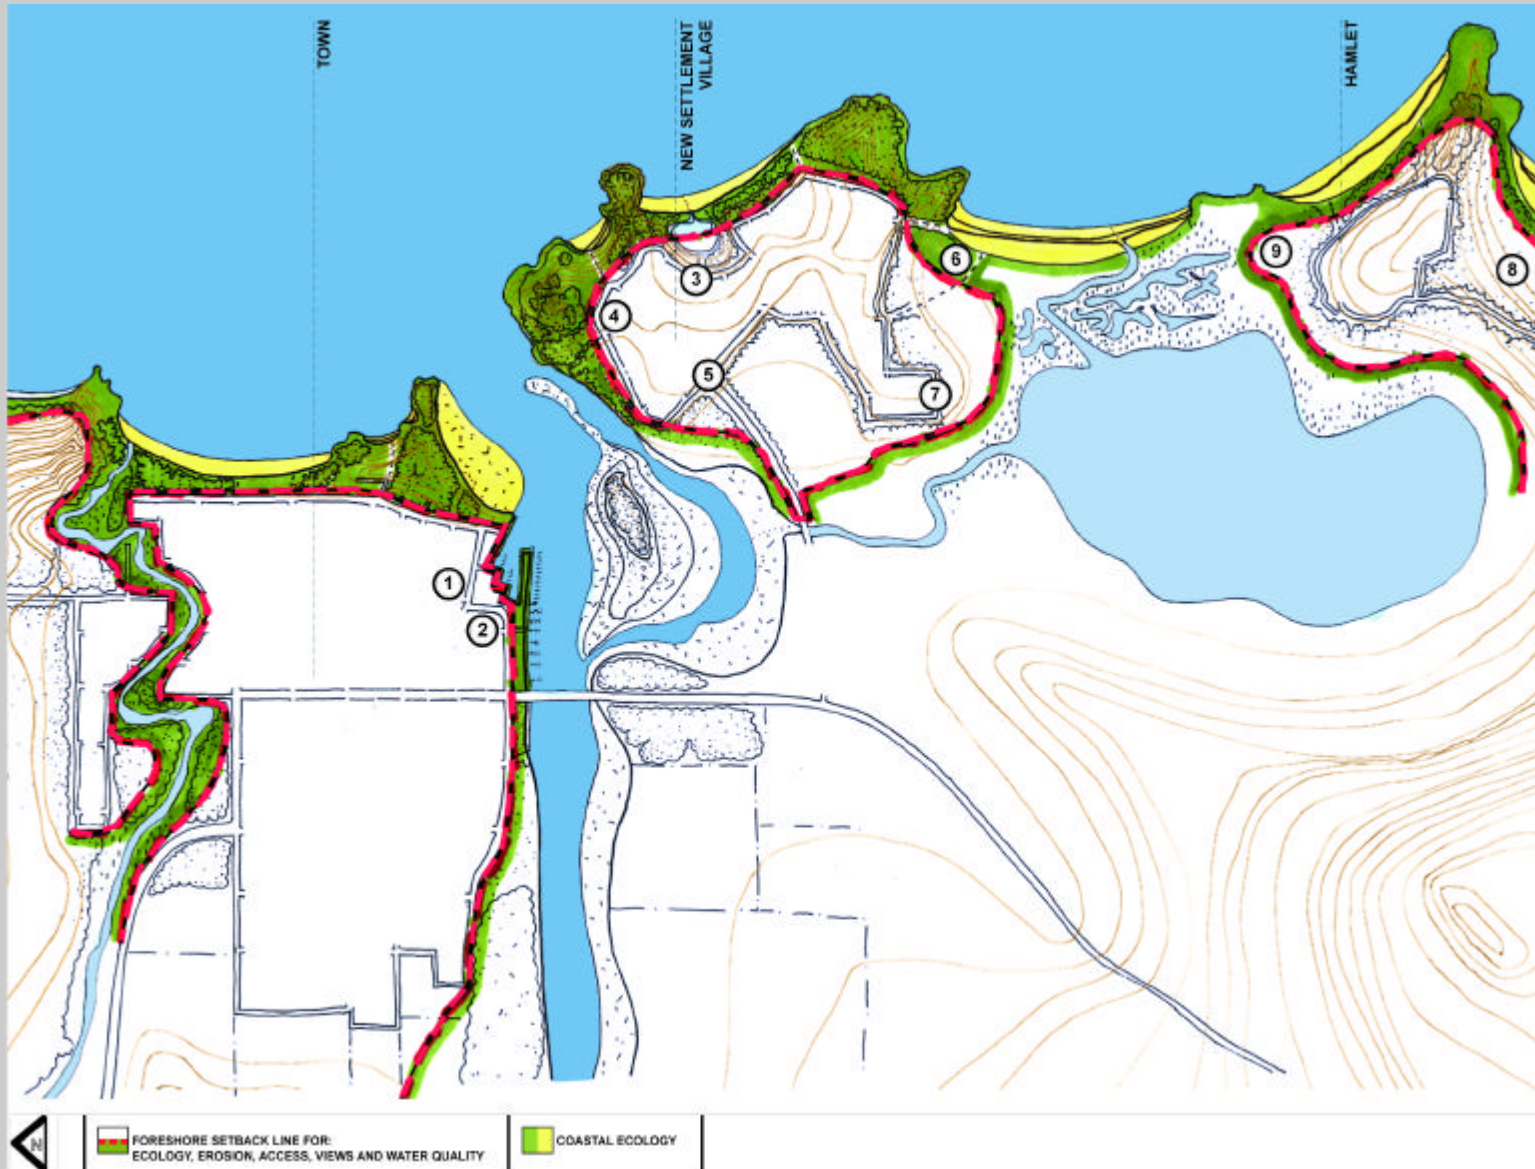 TOWN
NEW SETTLEMENT
VILLAGE
HAMLET
3
4
5
6
7
9
8
1
2
N
FORESHORE SETBACK LINE FOR:
ECOLOGY, EROSION, ACCESS, VIEWS AND WATER QUALITY
COASTAL ECOLOGY